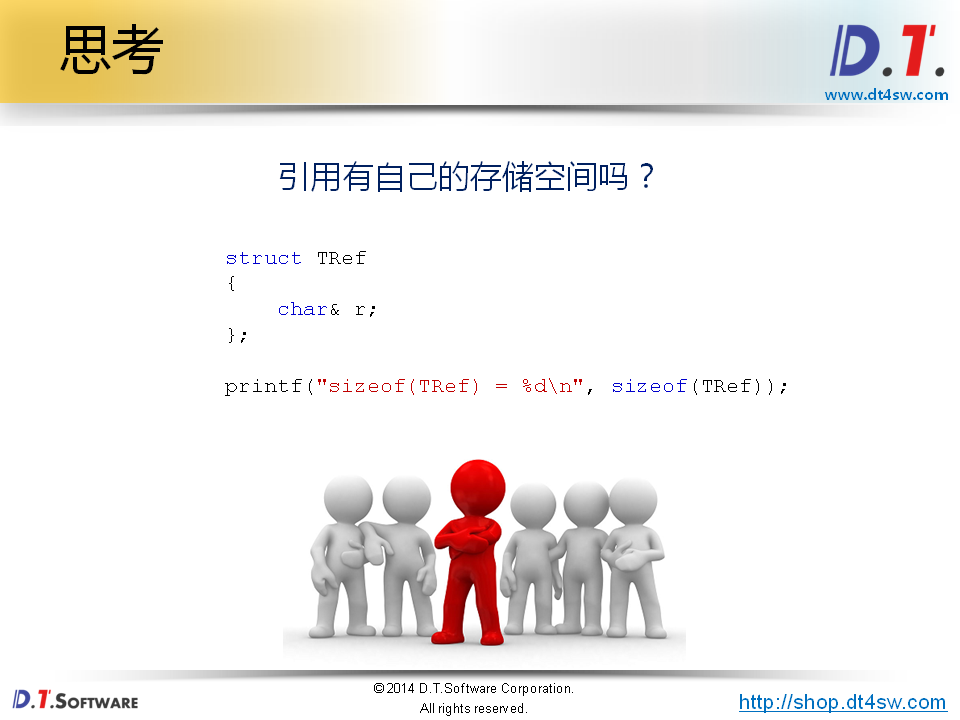 思考
D.T.
www.dt4sw.com
引用有自己的存储空间吗？
struct TRef
{
    char& r;
};
printf("sizeof(TRef) = %d\n", sizeof(TRef));
D.T.SOFTWARE
©2014 D.T.Software Corporation.
All rights reserved.
http://shop.dt4sw.com